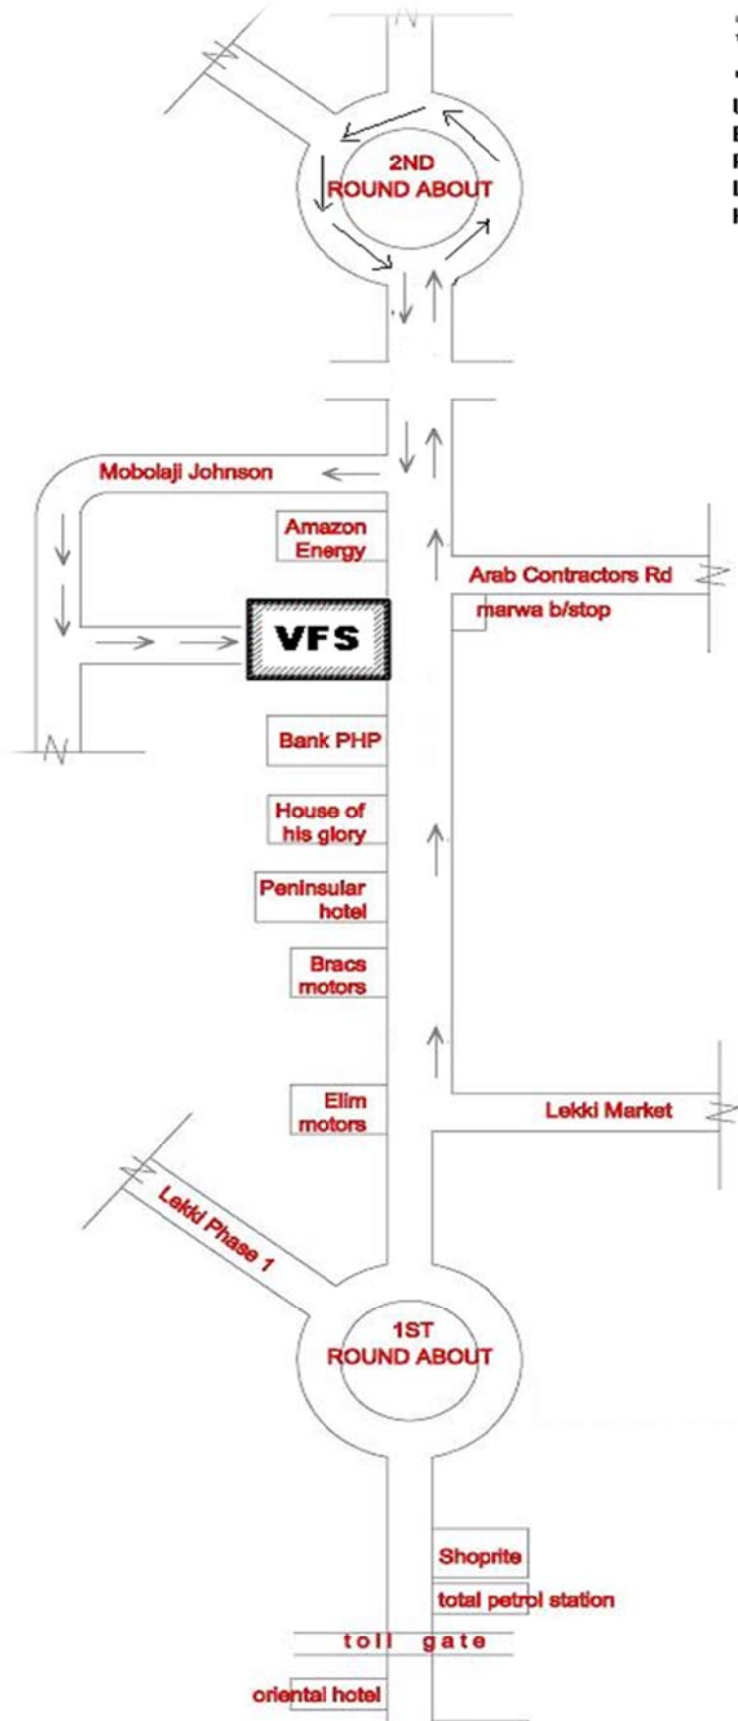 2ND
ROUND ABOUT
Mobolaji Johnson
Amazon
Energy
Arab Contractors Rd
marwa b/stop
VFS
Bank PHP
House of
his glory
Peninsular
hotel
Bracs
motors
Elim
motors
Lekki Market
Lekki Phase 1
1ST
ROUND ABOUT
Shoprite
total petrol station
toll gate
oriental hotel